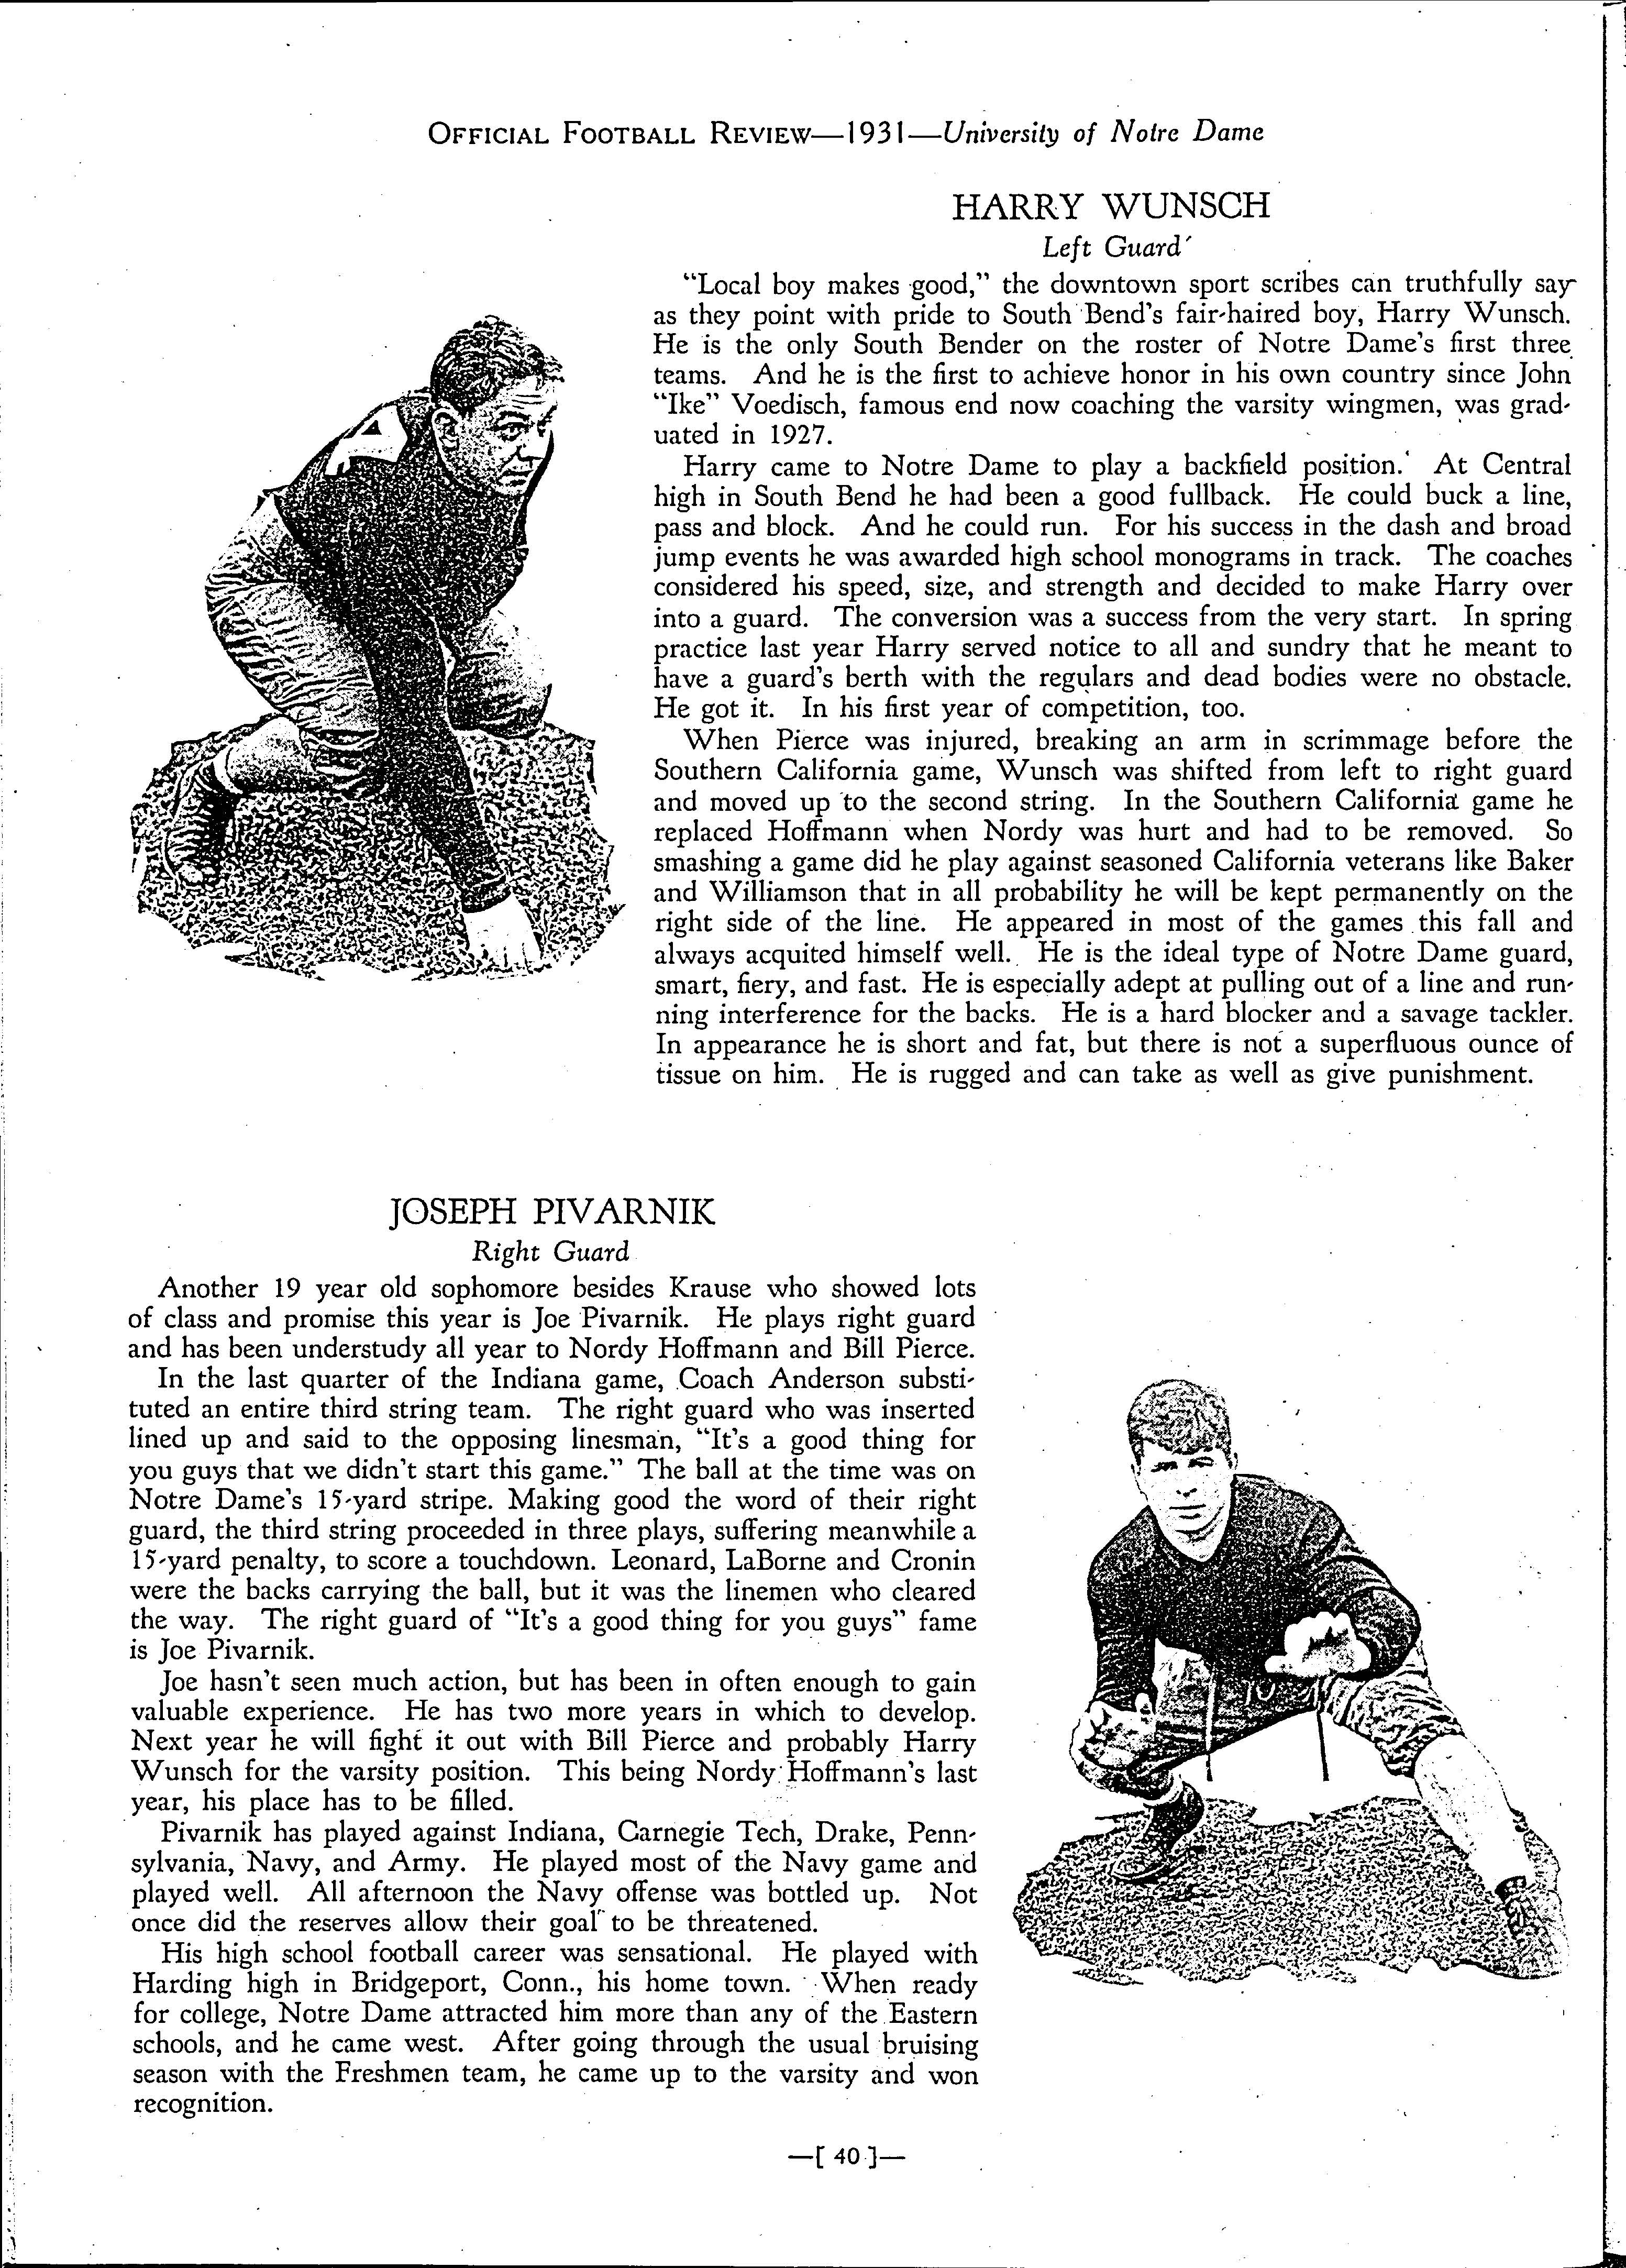 OFFICIAL FOOTBALL REVIEW—1931—University of Notre Dame
HARRY WUNSCH
Left Guard
"Local boy makes good," the downtown sport scribes can truthfully say
as they point with pride to South Bend's fair-haired boy, Harry Wunsch.
He is the only South Bender on the roster of Notre Dame's first three
teams. And he is the first to achieve honor in his own country since John
"Ike" Voedisch, famous end now coaching the varsity wingmen, was grad-
uated in 1927.
Harry came to Notre Dame to play a backfield position. At Central
high in South Bend he had been a good fullback. He could buck a line,
pass and block. And he could run. For his success in the dash and broad
jump events he was awarded high school monograms in track. The coaches
considered his speed, size, and strength and decided to make Harry over
into a guard. The conversion was a success from the very start. In spring
practice last year Harry served notice to all and sundry that he meant to
have a guard's berth with the regulars and dead bodies were no obstacle.
He got it. In his first year of competition, too.
When Pierce was injured, breaking an arm in scrimmage before the
Southern California game, Wunsch was shifted from left to right guard
and moved up to the second string. In the Southern California game he
replaced Hoffmann when Nordy was hurt and had to be removed. So
smashing a game did he play against seasoned California veterans like Baker
and Williamson that in all probability he will be kept permanently on the
right side of the line. He appeared in most of the games this fall and
always acquited himself well. He is the ideal type of Notre Dame guard,
smart, fiery, and fast. He is especially adept at pulling out of a line and run-
ning interference for the backs. He is a hard blocker and a savage tackler.
In appearance he is short and fat, but there is not a superfluous ounce of
tissue on him. He is rugged and can take as well as give punishment.
JOSEPH PIVARNIK
Right Guard
Another 19 year old sophomore besides Krause who showed lots
of class and promise this year is Joe Pivarnik. He plays right guard
and has been understudy all year to Nordy Hoffmann and Bill Pierce.
In the last quarter of the Indiana game, Coach Anderson substi-
tuted an entire third string team. The right guard who was inserted
lined up and said to the opposing linesman, "It's a good thing for
you guys that we didn't start this game." The ball at the time was on
Notre Dame's 15-yard stripe. Making good the word of their right
guard, the third string proceeded in three plays, suffering meanwhile a
15-yard penalty, to score a touchdown. Leonard, LaBorne and Cronin
were the backs carrying the ball, but it was the linemen who cleared
the way. The right guard of "It's a good thing for you guys" fame
is Joe Pivarnik.
Joe hasn't seen much action, but has been in often enough to gain
valuable experience. He has two more years in which to develop.
Next year he will fight it out with Bill Pierce and probably Harry
Wunsch for the varsity position. This being Nordy Hoffmann's last
year, his place has to be filled.
Pivarnik has played against Indiana, Carnegie Tech, Drake, Penn-
sylvania, Navy, and Army. He played most of the Navy game and
played well. All afternoon the Navy offense was bottled up. Not
once did the reserves allow their goal to be threatened.
His high school football career was sensational. He played with
Harding high in Bridgeport, Conn., his home town. When ready
for college, Notre Dame attracted him more than any of the Eastern
schools, and he came west. After going through the usual bruising
season with the Freshmen team, he came up to the varsity and won
recognition.
—[ 40 ]—